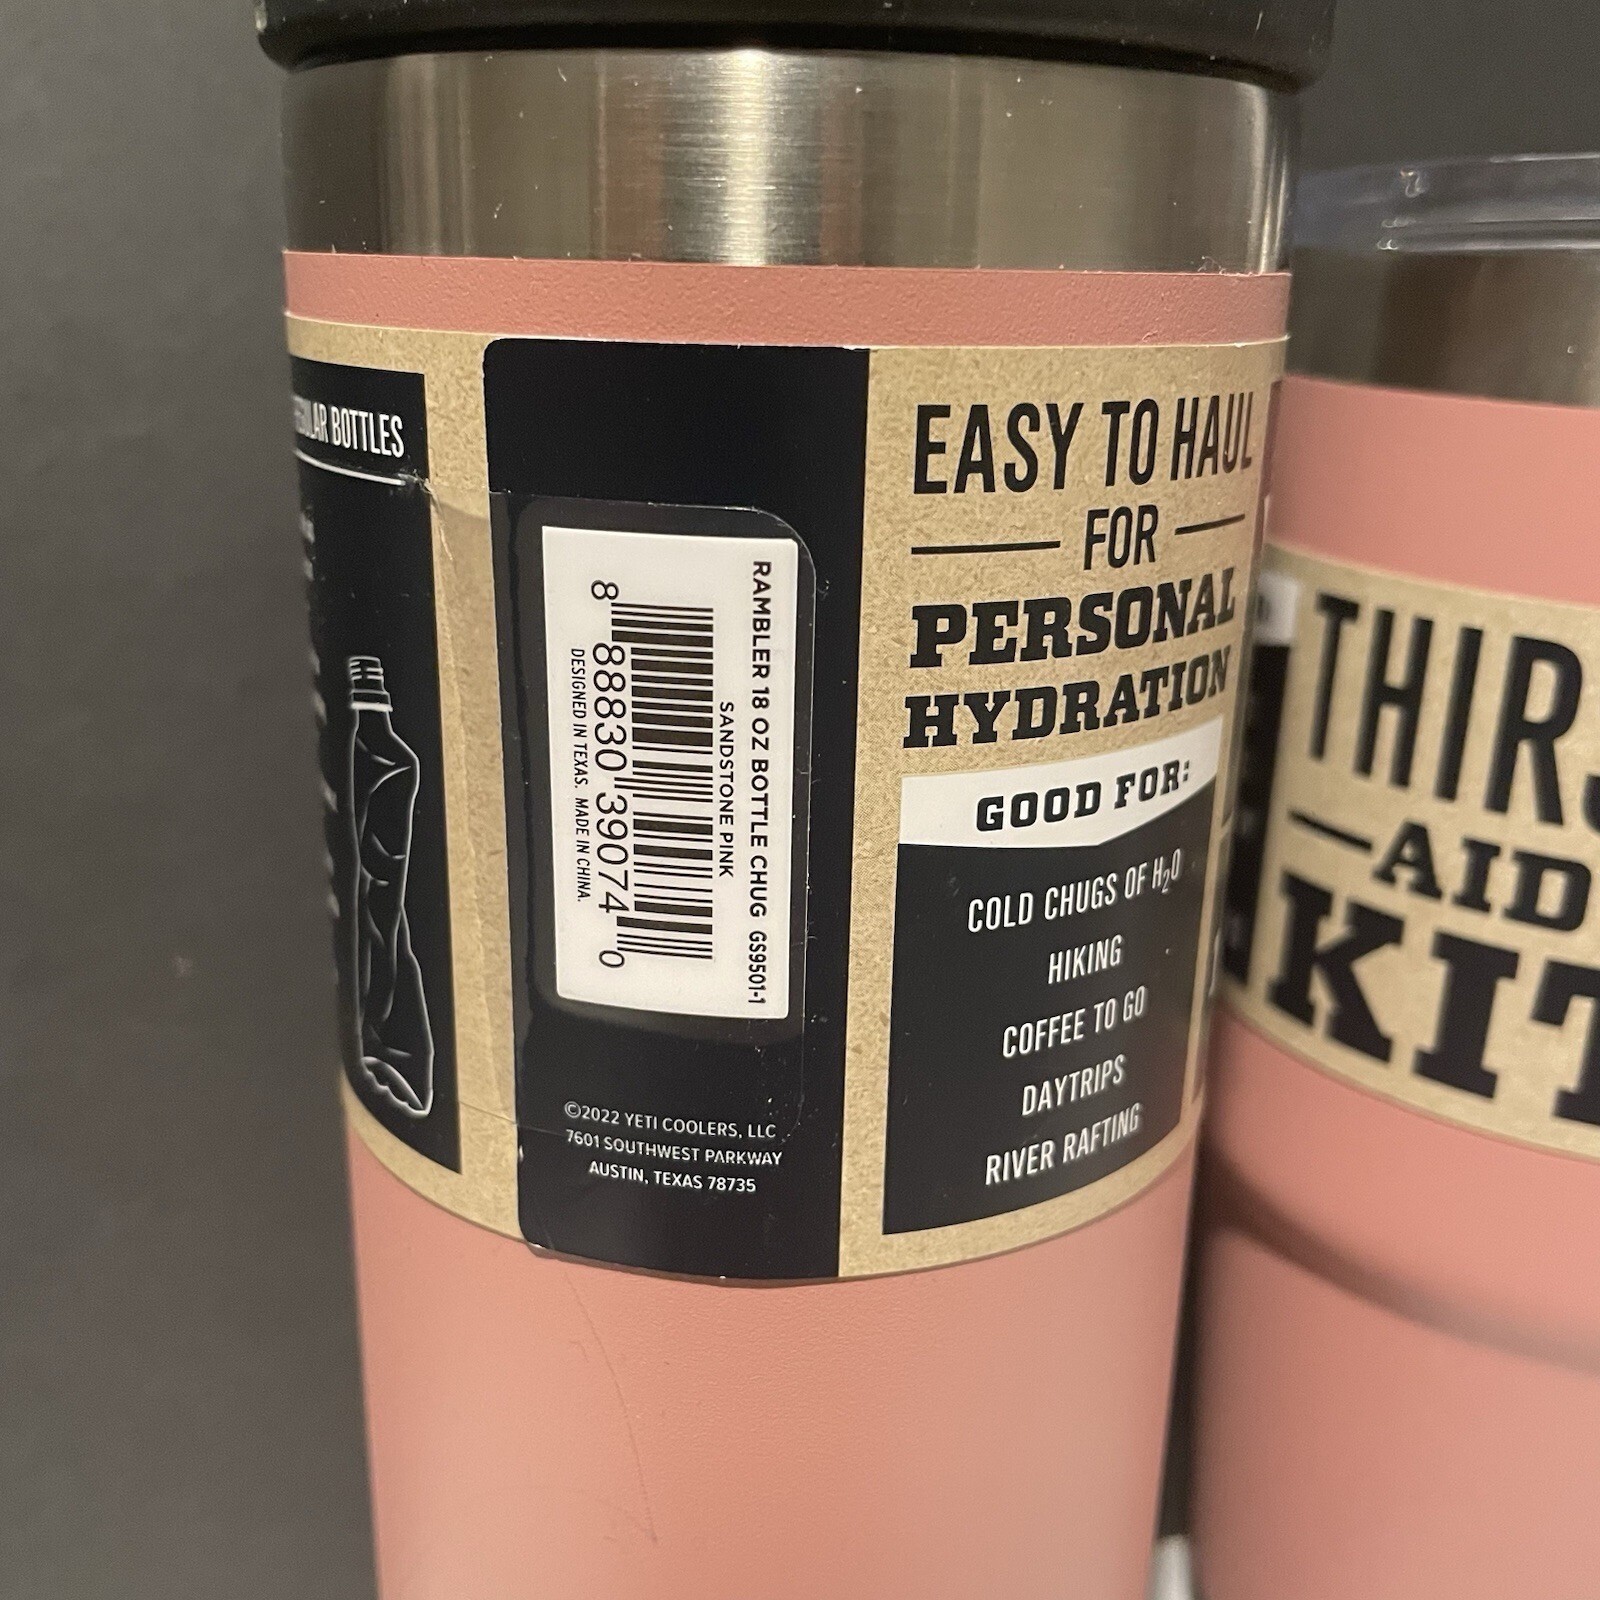 BOTTLES
RAMBLER 18 OZ BOTTLE CHUG GS9501-1
SANDSTONE PINK
8 88830 39074 0
DESIGNED IN TEXAS. MADE IN CHINA.
©2022 YETI COOLERS, LLC
7601 SOUTHWEST PARKWAY
AUSTIN, TEXAS 78735
EASY TO HAUL
FOR
PERSONAL
HYDRATION
GOOD FOR:
COLD CHUGS OF H₂O
HIKING
COFFEE TO GO
DAYTRIPS
RIVER RAFTING
AID
KIT